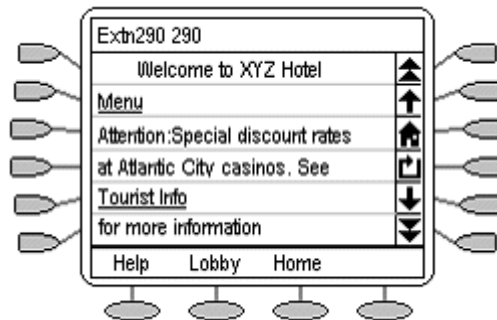 Extn290 290
Welcome to XYZ Hotel
Menu
Attention:Special discount rates
at Atlantic City casinos. See
Tourist Info
for more information
Help Lobby Home